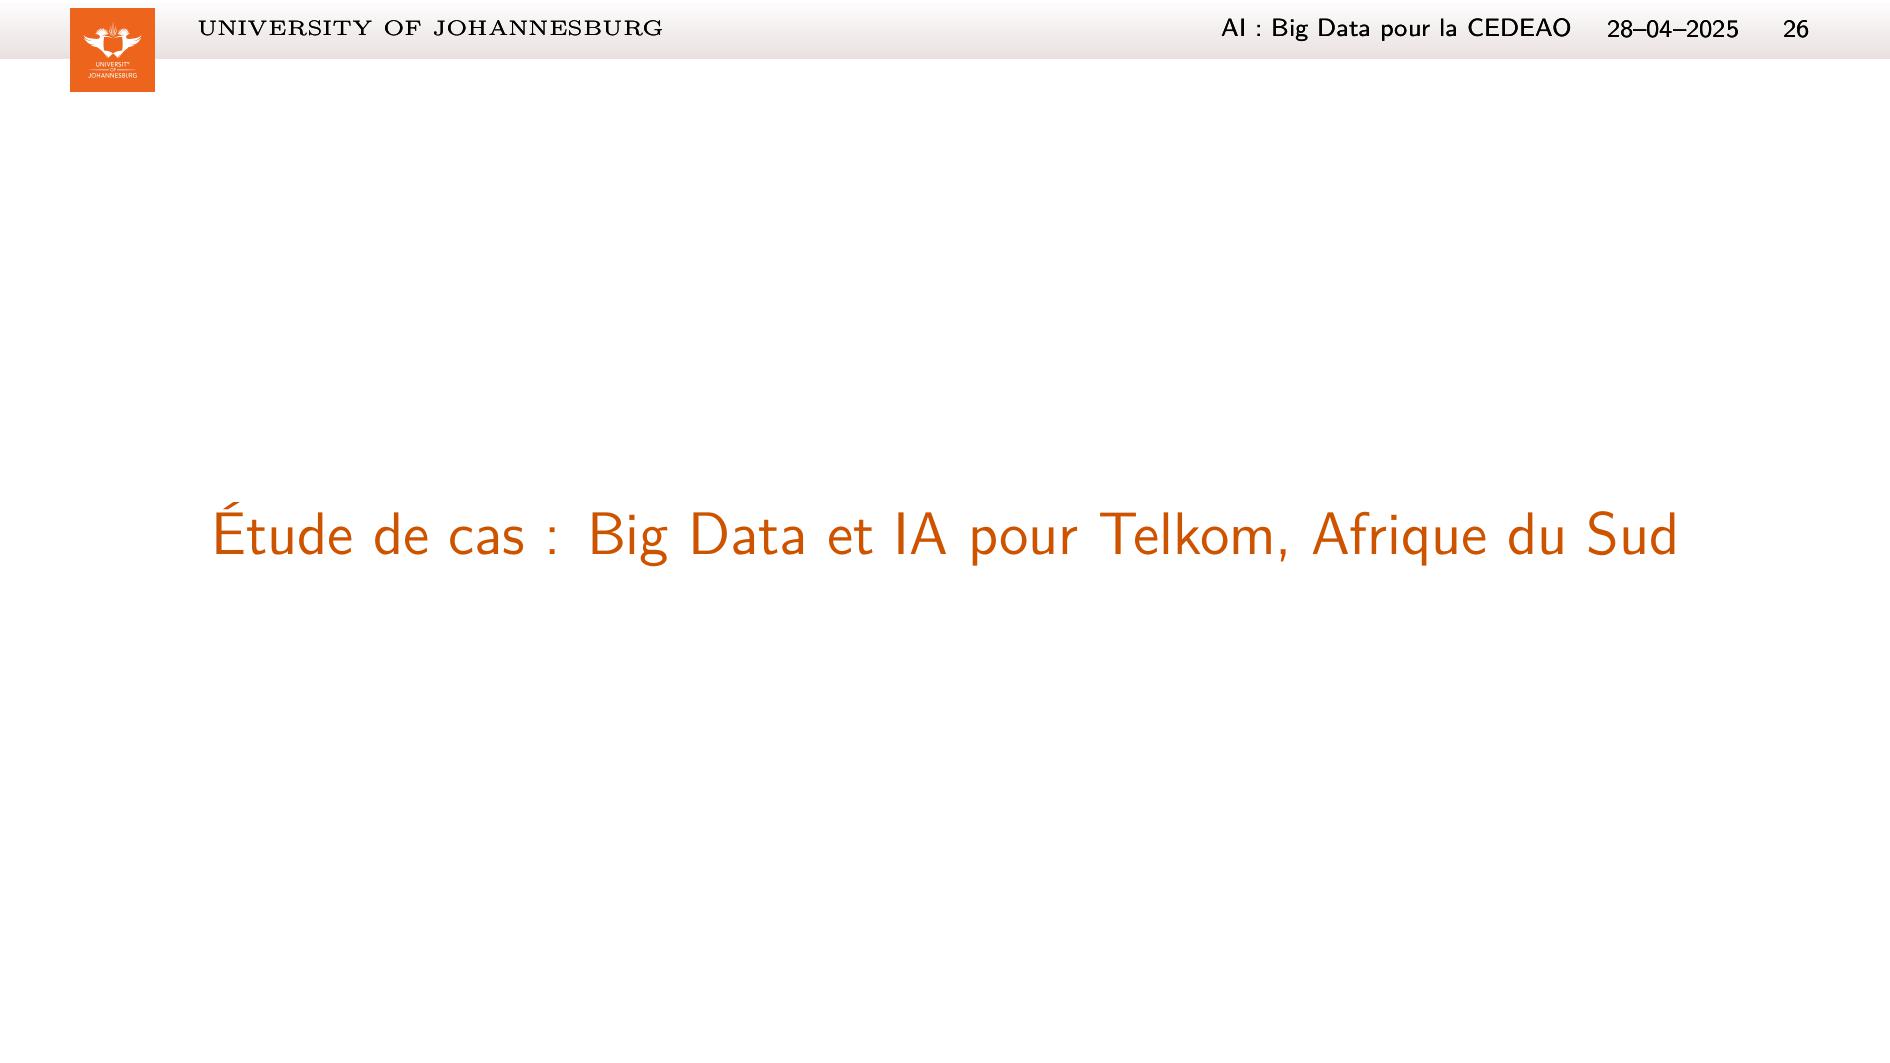 UNIVERSITY OF JOHANNESBURG
AI : Big Data pour la CEDEAO 28–04–2025 26
UNIVERSITY
OF
JOHANNESBURG
Étude de cas : Big Data et IA pour Telkom, Afrique du Sud